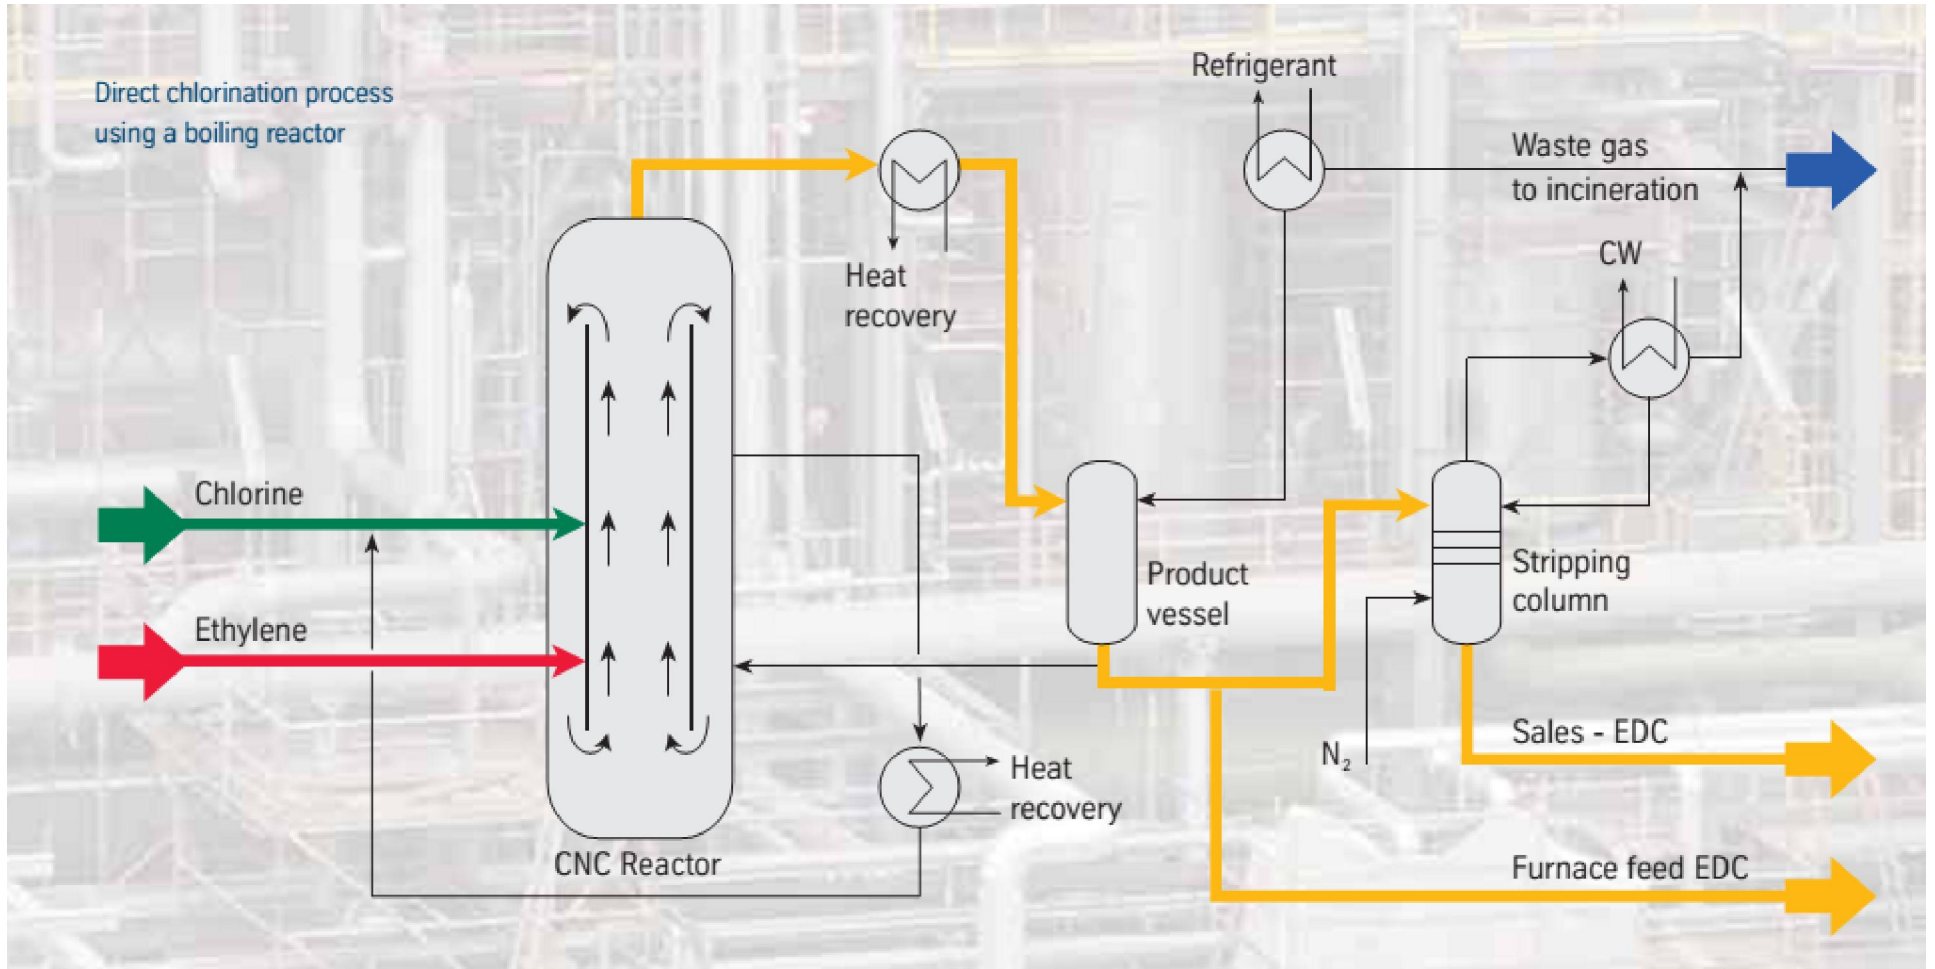 Direct chlorination process
using a boiling reactor
Refrigerant
Waste gas
to incineration
Heat
recovery
CW
Chlorine
Ethylene
Product
vessel
Stripping
column
N₂
Sales - EDC
Heat
recovery
CNC Reactor
Furnace feed EDC